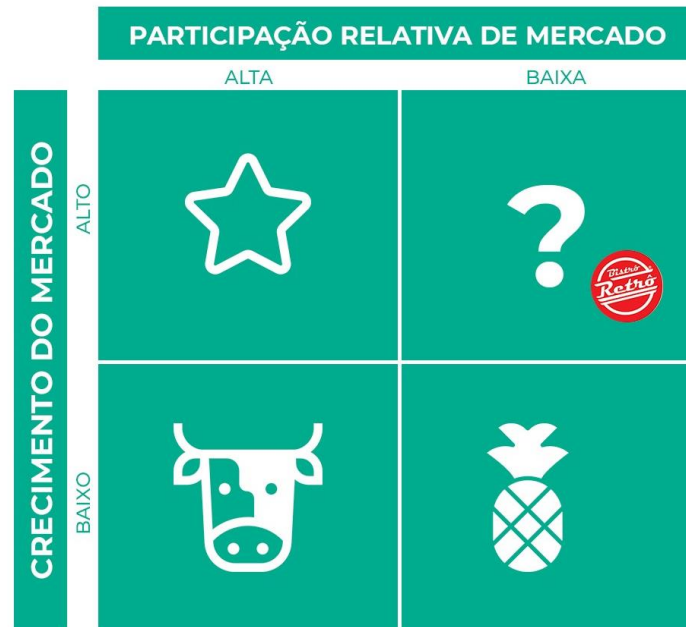 PARTICIPAÇÃO RELATIVA DE MERCADO
ALTA
BAIXA
CRECIMENTO DO MERCADO
ALTO
?
Bistrô
Retrô
BAIXO